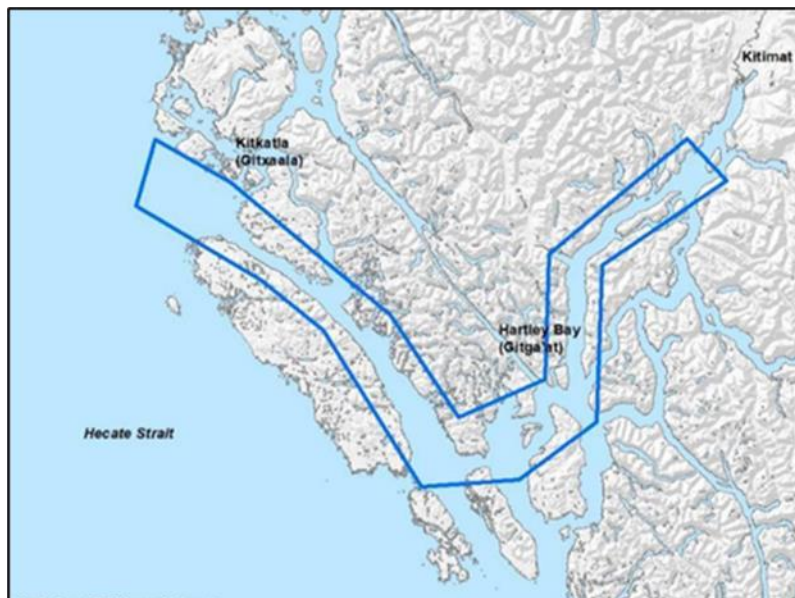 Kitimat
Kitkatla
(Gitxaala)
Hartley Bay
(Gitga'at)
Hecate Strait